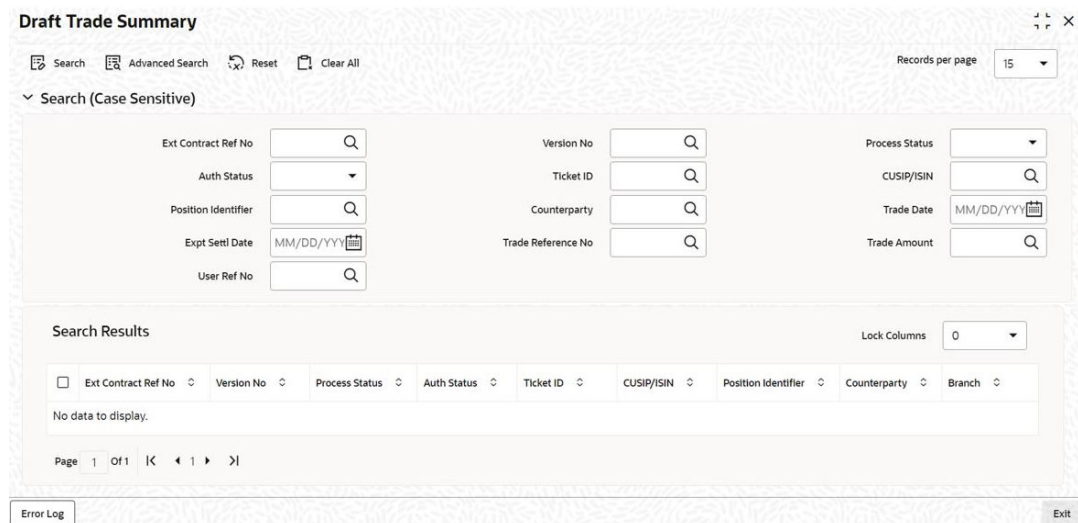 Draft Trade Summary
Search Advanced Search Reset Clear All Records per page 15
Search (Case Sensitive)
Ext Contract Ref No Version No Process Status
Auth Status Ticket ID CUSIP/ISIN
Position Identifier Counterparty Trade Date MM/DD/YYY
Expt Settl Date MM/DD/YYY Trade Reference No Trade Amount
User Ref No
Search Results Lock Columns 0
Ext Contract Ref No Version No Process Status Auth Status Ticket ID CUSIP/ISIN Position Identifier Counterparty Branch
No data to display.
Page 1 Of 1 1
Error Log Exit